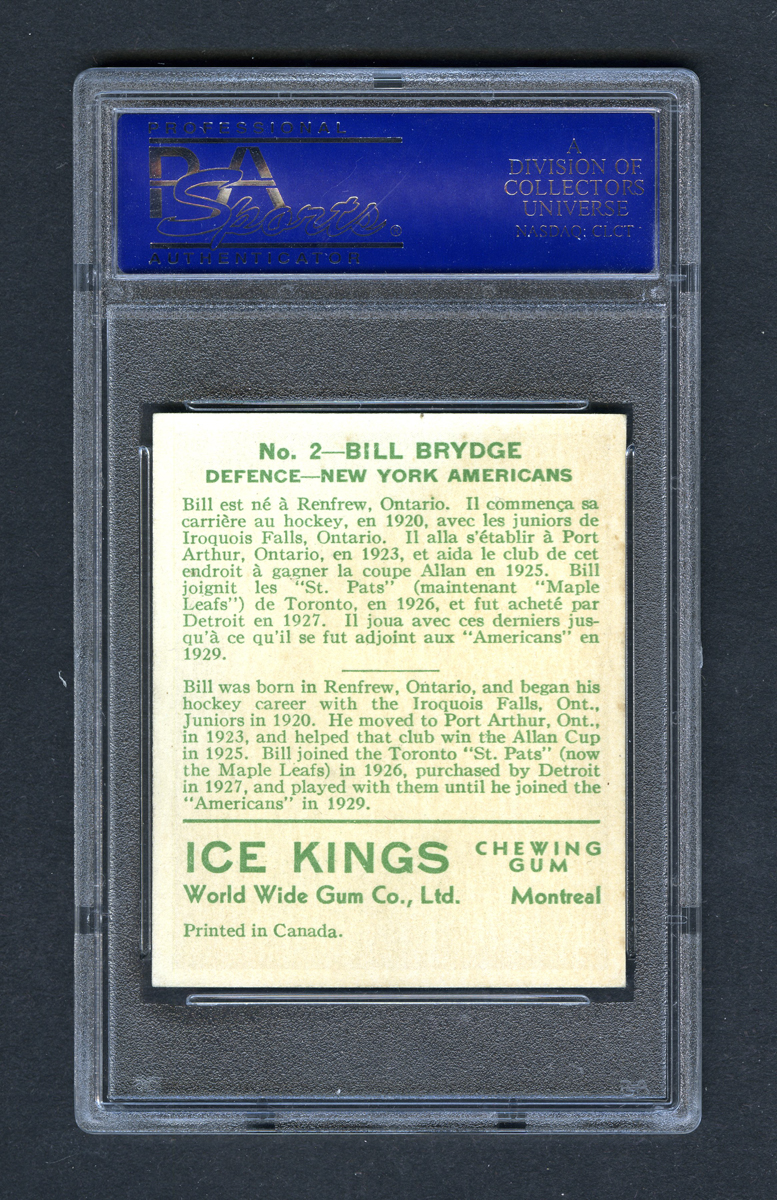 PROFESSIONAL
PSA
Sports®
AUTHENTICATOR
A
DIVISION OF
COLLECTORS
UNIVERSE
NASDAQ: CLCT
No. 2—BILL BRYDGE
DEFENCE—NEW YORK AMERICANS
Bill est né à Renfrew, Ontario. Il commença sa
carrière au hockey, en 1920, avec les juniors de
Iroquois Falls, Ontario. Il alla s'établir à Port
Arthur, Ontario, en 1923, et aida le club de cet
endroit à gagner la coupe Allan en 1925. Bill
joignit les "St. Pats" (maintenant "Maple
Leafs") de Toronto, en 1926, et fut acheté par
Detroit en 1927. Il joua avec ces derniers jus-
qu'à ce qu'il se fut adjoint aux "Americans" en
1929.
Bill was born in Renfrew, Ontario, and began his
hockey career with the Iroquois Falls, Ont.,
Juniors in 1920. He moved to Port Arthur, Ont.,
in 1923, and helped that club win the Allan Cup
in 1925. Bill joined the Toronto "St. Pats" (now
the Maple Leafs) in 1926, purchased by Detroit
in 1927, and played with them until he joined the
"Americans" in 1929.
ICE KINGS CHEWING GUM
World Wide Gum Co., Ltd. Montreal
Printed in Canada.